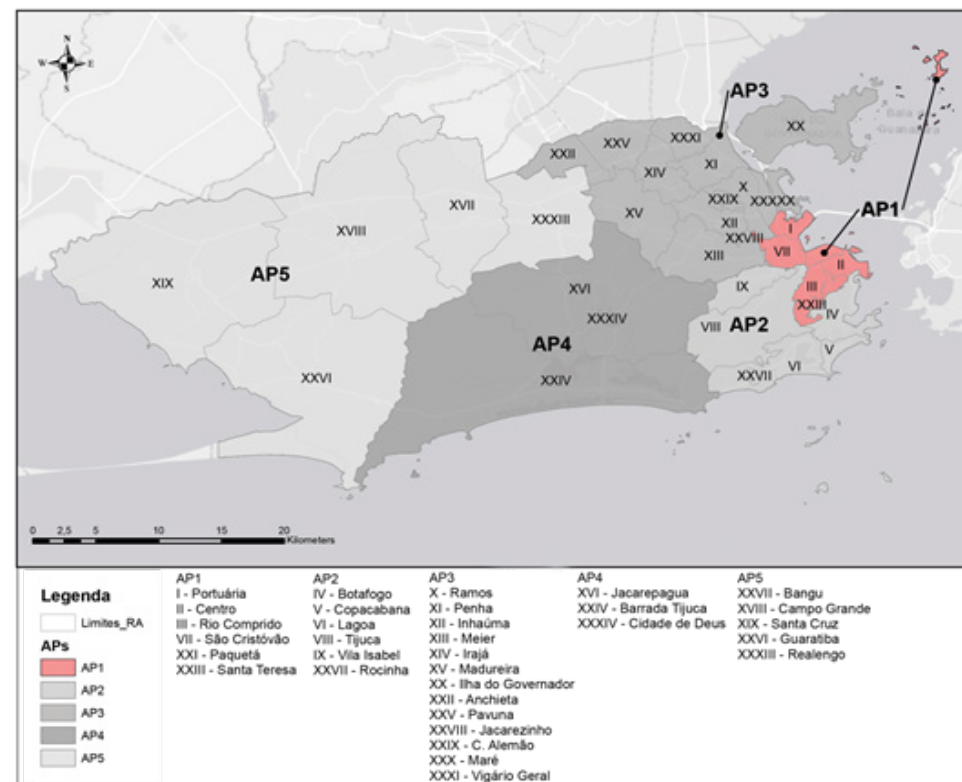 N
W E
S
AP3
XX
XXII
XXV
XXXI
XI
XIV
X
XXIX
XXXXX
XV
XII
XXVIII
XIII
AP1
I
VII
II
III
XXIII
IV
IX
VIII
AP2
V
VI
XXVII
XVII
XXXIII
XVIII
XIX
AP5
XXVI
XVI
XXXIV
AP4
XXIV
0 2,5 5 10 15 20
Kilometers
Legenda
Limites_RA
APs
AP1
AP2
AP3
AP4
AP5
AP1
I - Portuária
II - Centro
III - Rio Comprido
VII - São Cristóvão
XXI - Paquetá
XXIII - Santa Teresa
AP2
IV - Botafogo
V - Copacabana
VI - Lagoa
VIII - Tijuca
IX - Vila Isabel
XXVII - Rocinha
AP3
X - Ramos
XI - Penha
XII - Inhaúma
XIII - Meier
XIV - Irajá
XV - Madureira
XX - Ilha do Governador
XXII - Anchieta
XXV - Pavuna
XXVIII - Jacarezinho
XXIX - C. Alemão
XXX - Maré
XXXI - Vigário Geral
AP4
XVI - Jacarepagua
XXIV - Barrada Tijuca
XXXIV - Cidade de Deus
AP5
XXVII - Bangu
XVIII - Campo Grande
XIX - Santa Cruz
XXVI - Guaratiba
XXXIII - Realengo